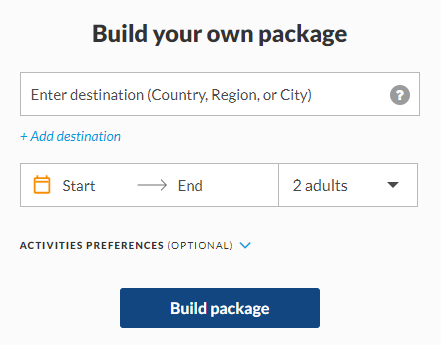 Build your own package
Enter destination (Country, Region, or City) ?
+ Add destination
Start End 2 adults
ACTIVITIES PREFERENCES (OPTIONAL)
Build package